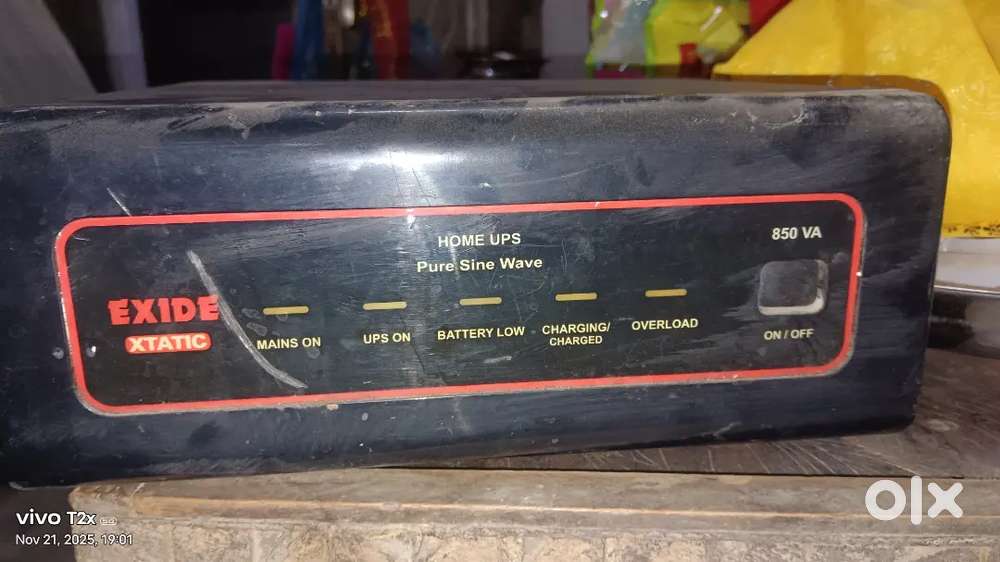 HOME UPS
850 VA
Pure Sine Wave
EXIDE
XTATIC
MAINS ON
UPS ON
BATTERY LOW
CHARGING/
CHARGED
OVERLOAD
ON / OFF
olx
vivo T2x 5G
Nov 21, 2025, 19:01